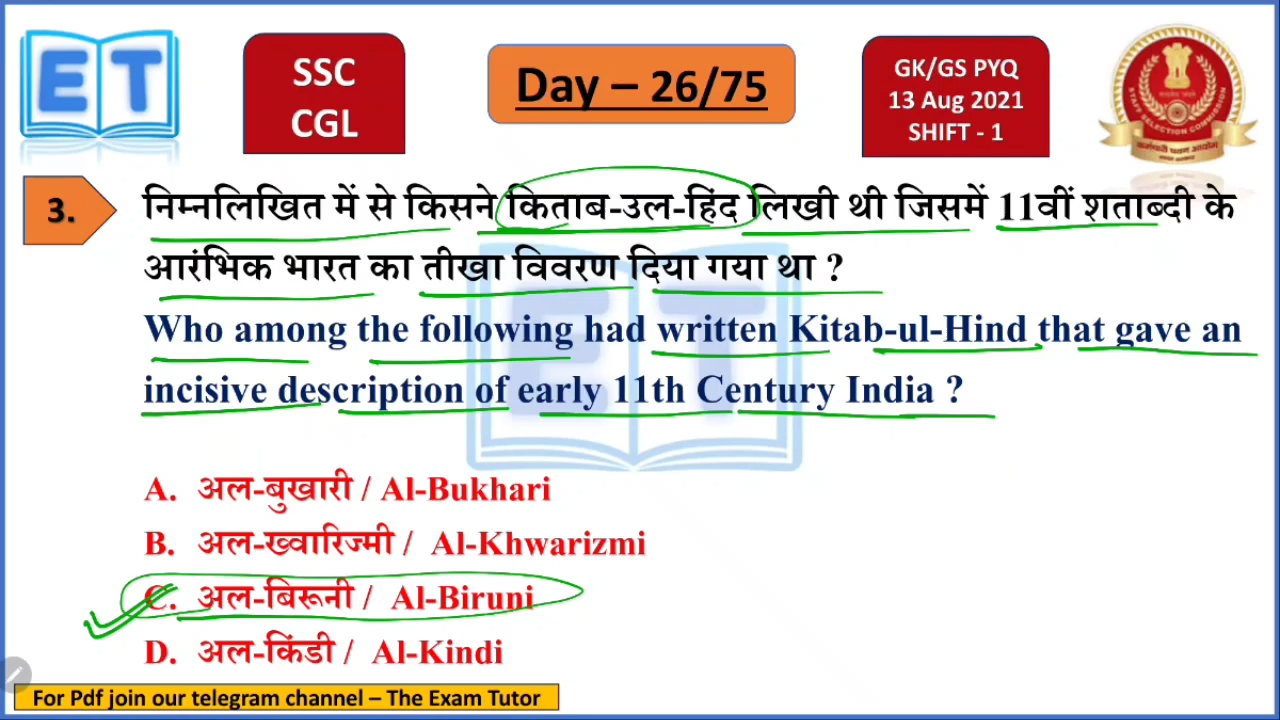 ET
SSC
CGL
Day – 26/75
GK/GS PYQ
13 Aug 2021
SHIFT - 1
STAFF SELECTION COMMISSION
3.
निम्नलिखित में से किसने किताब-उल-हिंद लिखी थी जिसमें 11वीं शताब्दी के
आरंभिक भारत का तीखा विवरण दिया गया था ?
Who among the following had written Kitab-ul-Hind that gave an
incisive description of early 11th Century India ?
A. अल-बुखारी / Al-Bukhari
B. अल-ख्वारिज्मी / Al-Khwarizmi
C. अल-बिरूनी / Al-Biruni
D. अल-किंडी / Al-Kindi
For Pdf join our telegram channel – The Exam Tutor